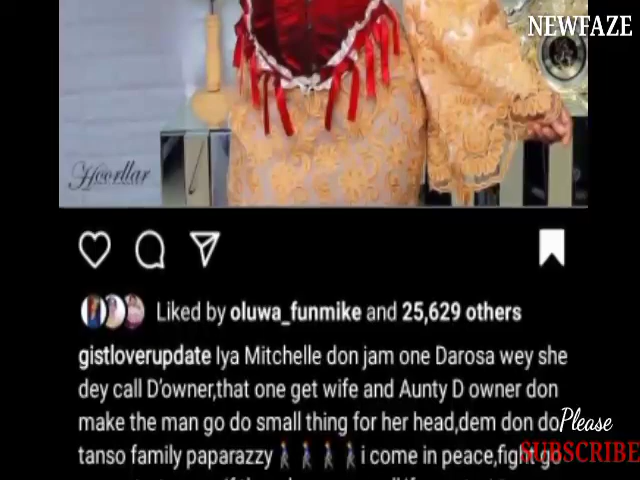 NEWFAZE
Hoorllar
Liked by oluwa_funmike and 25,629 others
gistloverupdate Iya Mitchelle don jam one Darosa wey she
dey call D'owner,that one get wife and Aunty D owner don
make the man go do small thing for her head,dem don do
tanso family paparazzy 🚶🚶🚶🚶i come in peace,fight go
Please
SUBSCRIBE